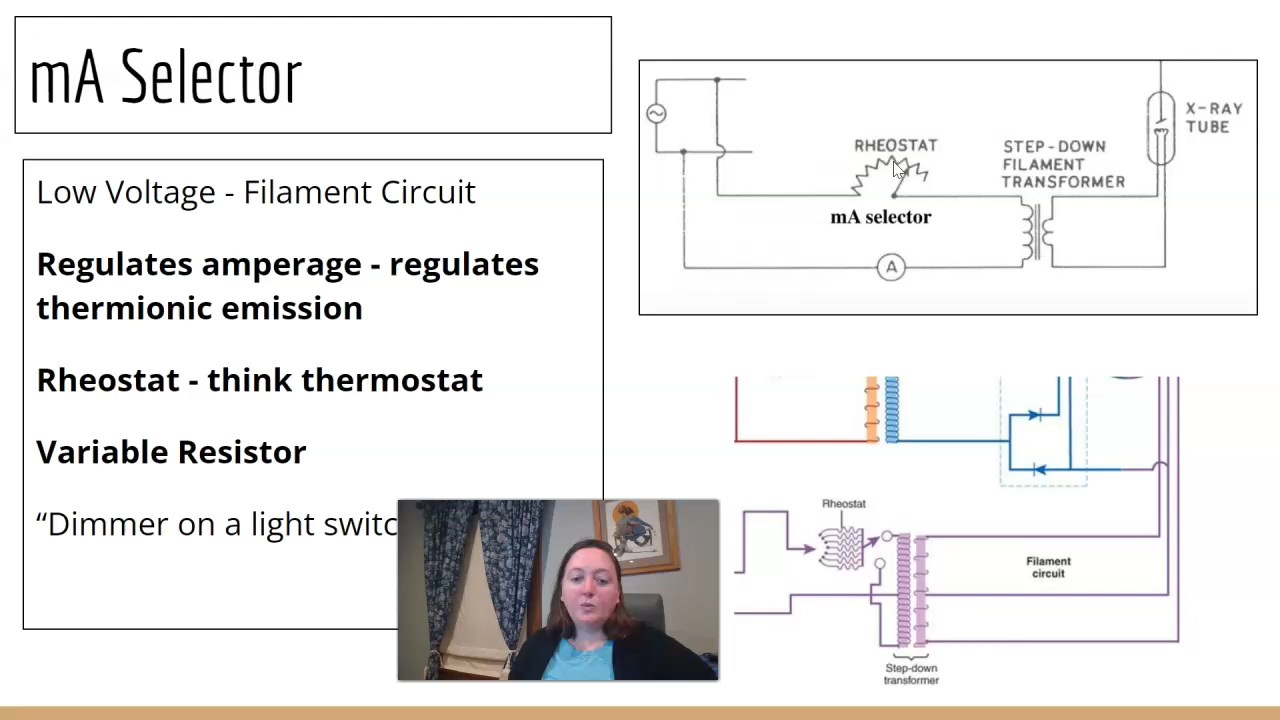 mA Selector
Low Voltage - Filament Circuit
Regulates amperage - regulates
thermionic emission
Rheostat - think thermostat
Variable Resistor
“Dimmer on a light switc
RHEOSTAT
mA selector
A
STEP-DOWN
FILAMENT
TRANSFORMER
X-RAY
TUBE
Rheostat
Filament
circuit
Step-down
transformer